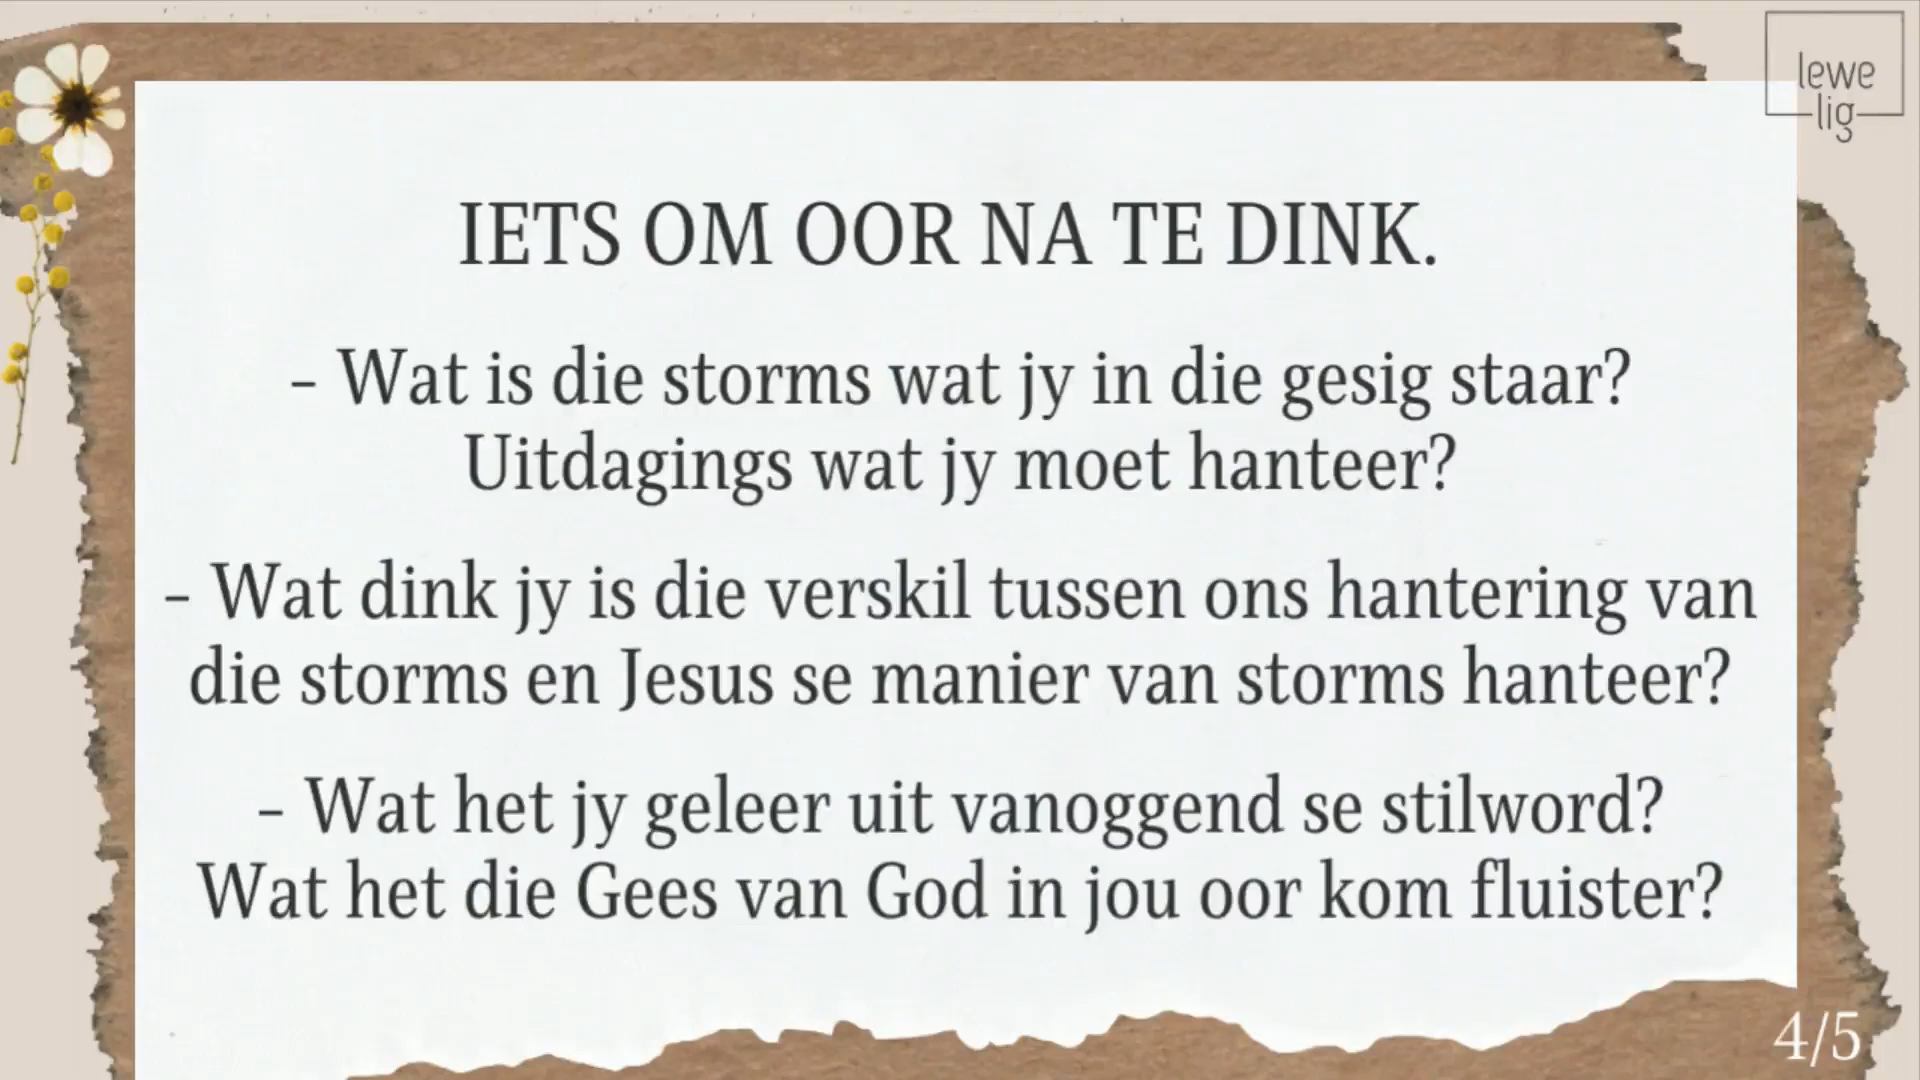 lewe
lig
IETS OM OOR NA TE DINK.
– Wat is die storms wat jy in die gesig staar?
Uitdagings wat jy moet hanteer?
– Wat dink jy is die verskil tussen ons hantering van
die storms en Jesus se manier van storms hanteer?
– Wat het jy geleer uit vanoggend se stilword?
Wat het die Gees van God in jou oor kom fluister?
4/5